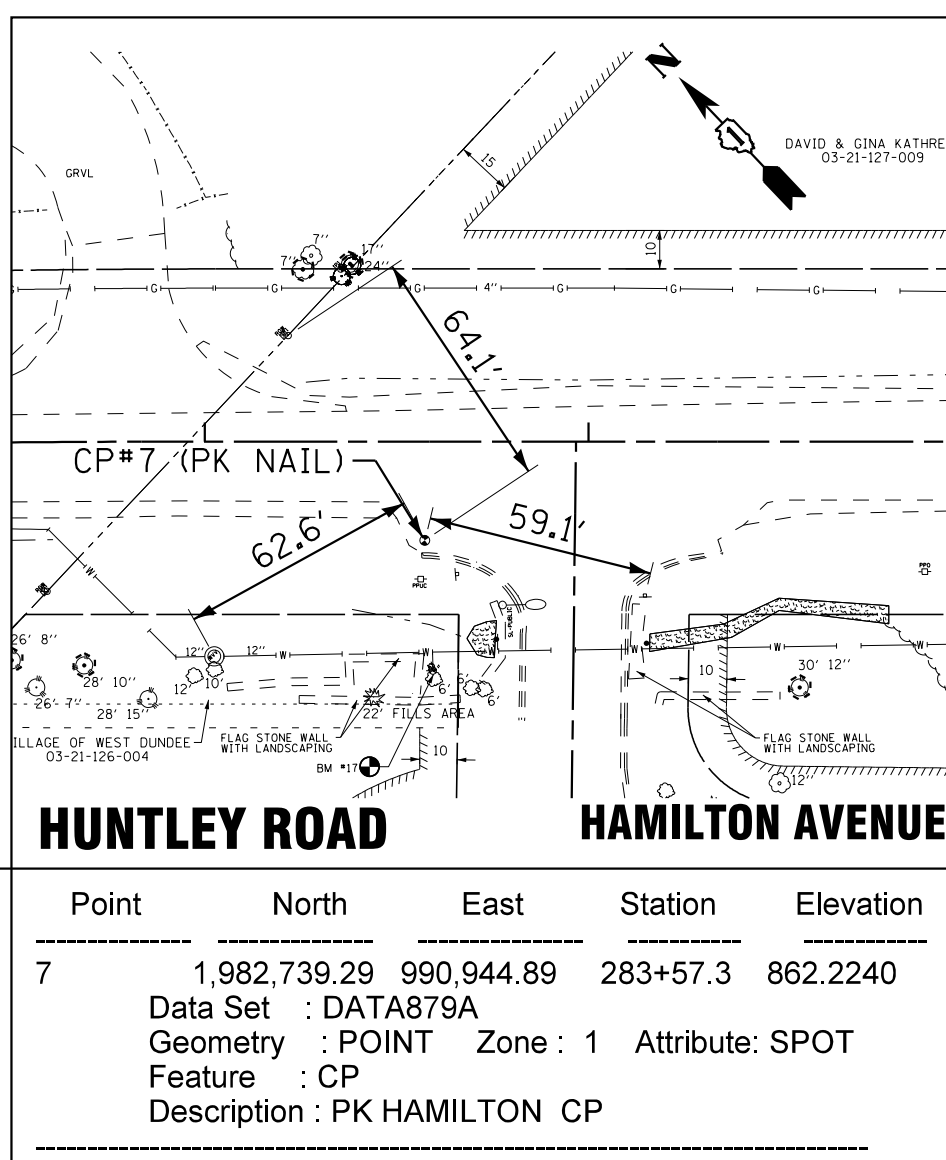 N
1
DAVID & GINA KATHRE
03-21-127-009
15
GRVL
10
7''
17''
7''
24''
G G G 4'' G G G G
64.1'
CP#7 (PK NAIL)
62.6'
59.1'
W
PPUC
PPO
SL-PUBLIC
26' 8''
12'' 12'' W W W W W W
28' 10''
12' 10'
6' 6'
6'
10
30' 12''
26' 7''
28' 15''
22' FILLS AREA
ILLAGE OF WEST DUNDEE
03-21-126-004
FLAG STONE WALL
WITH LANDSCAPING
10
FLAG STONE WALL
WITH LANDSCAPING
BM #17
12''
HUNTLEY ROAD
HAMILTON AVENUE
Point North East Station Elevation
7 1,982,739.29 990,944.89 283+57.3 862.2240
Data Set : DATA879A
Geometry : POINT Zone : 1 Attribute: SPOT
Feature : CP
Description : PK HAMILTON CP